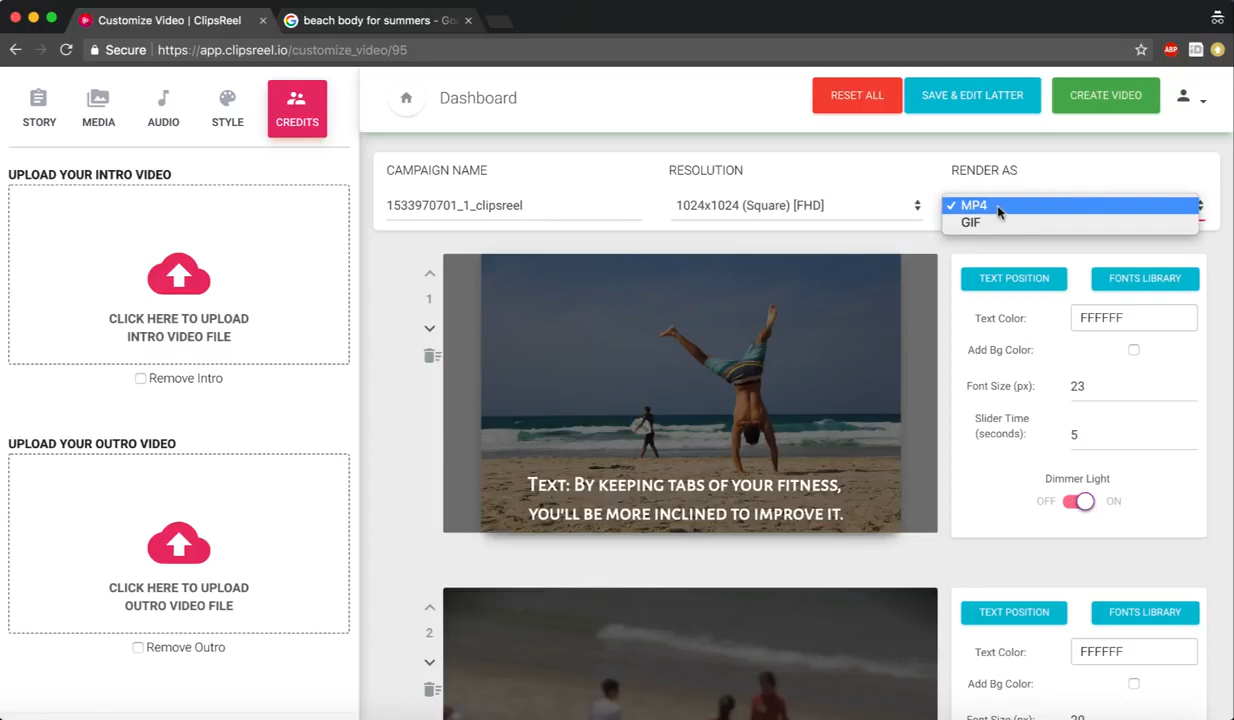 Customize Video | ClipsReel
beach body for summers - Goo
Secure
https://app.clipsreel.io/customize_video/95
ABP
STORY
MEDIA
AUDIO
STYLE
CREDITS
Dashboard
RESET ALL
SAVE & EDIT LATTER
CREATE VIDEO
UPLOAD YOUR INTRO VIDEO
CLICK HERE TO UPLOAD
INTRO VIDEO FILE
Remove Intro
UPLOAD YOUR OUTRO VIDEO
CLICK HERE TO UPLOAD
OUTRO VIDEO FILE
Remove Outro
CAMPAIGN NAME
1533970701_1_clipsreel
RESOLUTION
1024x1024 (Square) [FHD]
RENDER AS
MP4
GIF
1
Text: By keeping tabs of your fitness,
you'll be more inclined to improve it.
TEXT POSITION
FONTS LIBRARY
Text Color:
FFFFFF
Add Bg Color:
Font Size (px):
23
Slider Time
(seconds):
5
Dimmer Light
OFF
ON
2
TEXT POSITION
FONTS LIBRARY
Text Color:
FFFFFF
Add Bg Color: